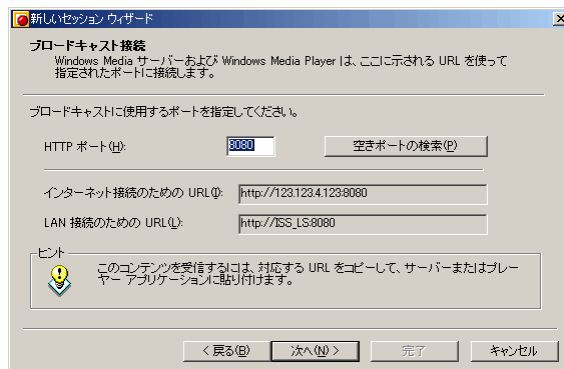 新しいセッション ウィザード
ブロードキャスト接続
Windows Media サーバーおよび Windows Media Player は、ここに示される URL を使って
指定されたポートに接続します。
ブロードキャストに使用するポートを指定してください。
HTTP ポート(H): 8080 空きポートの検索(P)
インターネット接続のための URL(I): http://123.123.4.123:8080
LAN 接続のための URL(L): http://ISS_LS:8080
ヒント
このコンテンツを受信するには、対応する URL をコピーして、サーバーまたはプレー
ヤー アプリケーションに貼り付けます。
< 戻る(B) 次へ(N) > 完了 キャンセル